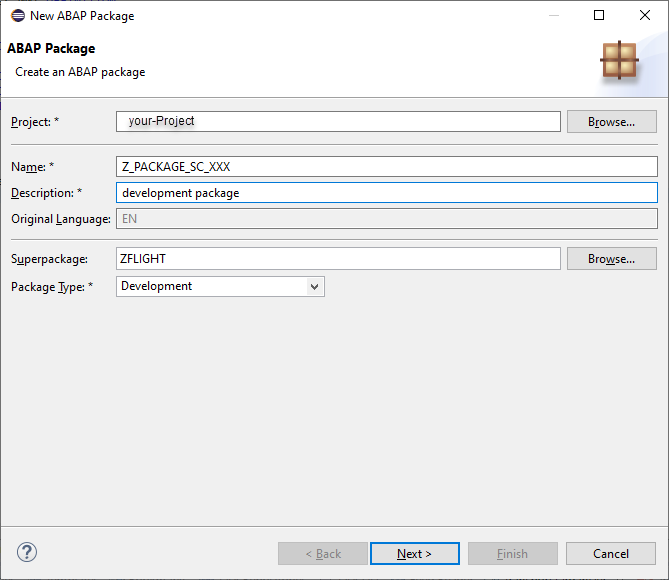 New ABAP Package
ABAP Package
Create an ABAP package
Project: * your-Project Browse...
Name: * Z_PACKAGE_SC_XXX
Description: * development package
Original Language: EN
Superpackage: ZFLIGHT Browse...
Package Type: * Development
? < Back Next > Finish Cancel